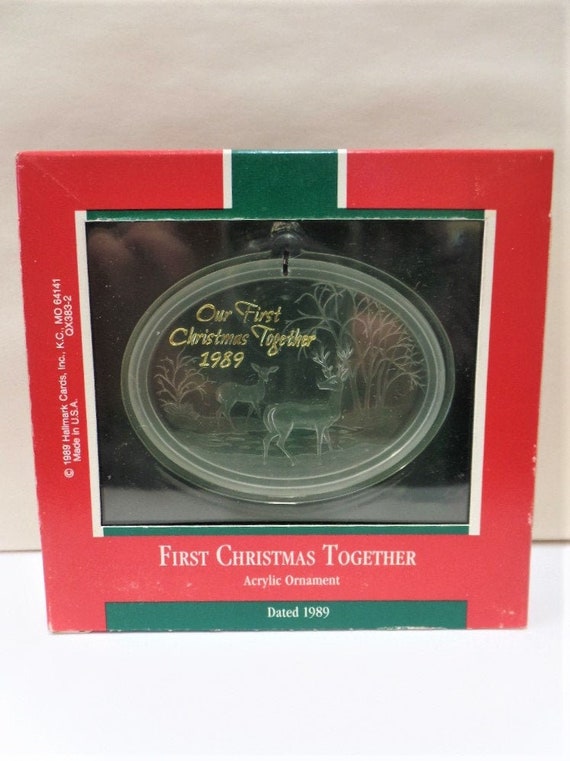 © 1989 Hallmark Cards, Inc., K.C., MO 64141
QX383-2
Made in U.S.A.
Our First
Christmas Together
1989
FIRST CHRISTMAS TOGETHER
Acrylic Ornament
Dated 1989